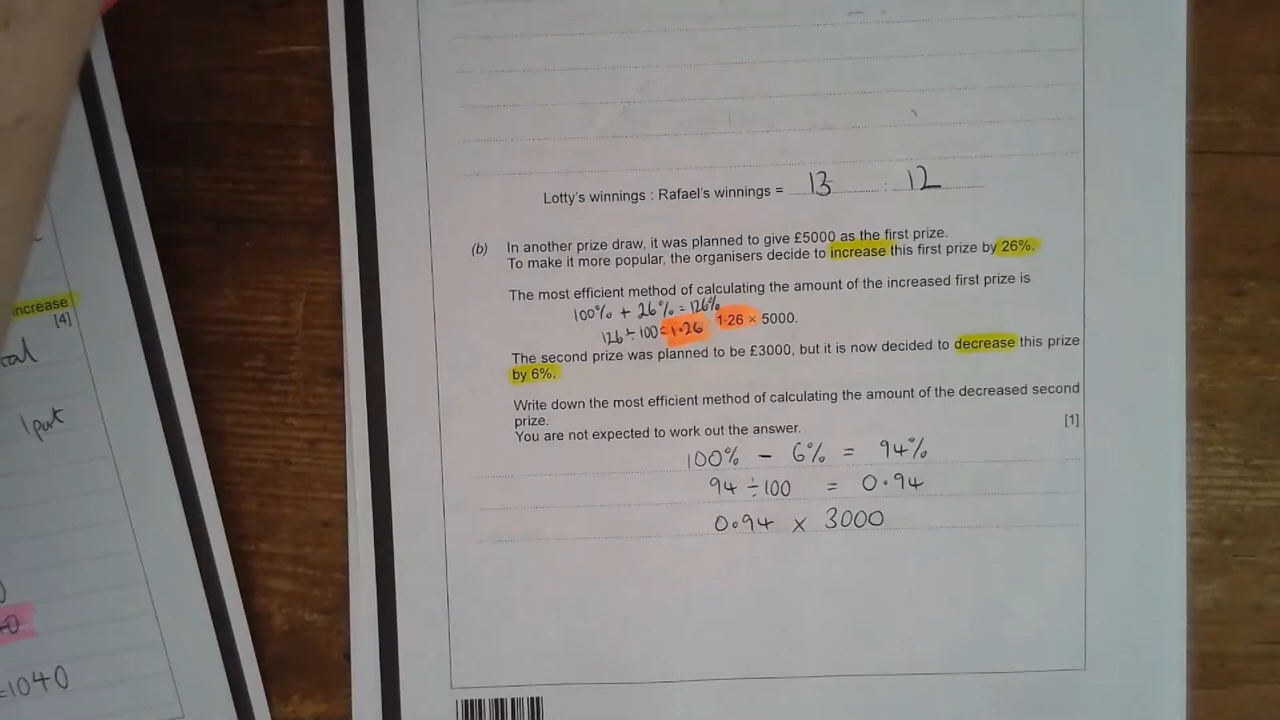 increase
[4]
1 part
=1040
Lotty's winnings : Rafael's winnings = 13 : 12
(b) In another prize draw, it was planned to give £5000 as the first prize.
To make it more popular, the organisers decide to increase this first prize by 26%.
The most efficient method of calculating the amount of the increased first prize is
100% + 26% = 126%
126 ÷ 100 = 1.26 1·26 × 5000.
The second prize was planned to be £3000, but it is now decided to decrease this prize
by 6%.
Write down the most efficient method of calculating the amount of the decreased second
prize.
You are not expected to work out the answer. [1]
100% - 6% = 94%
94 ÷ 100 = 0.94
0.94 × 3000